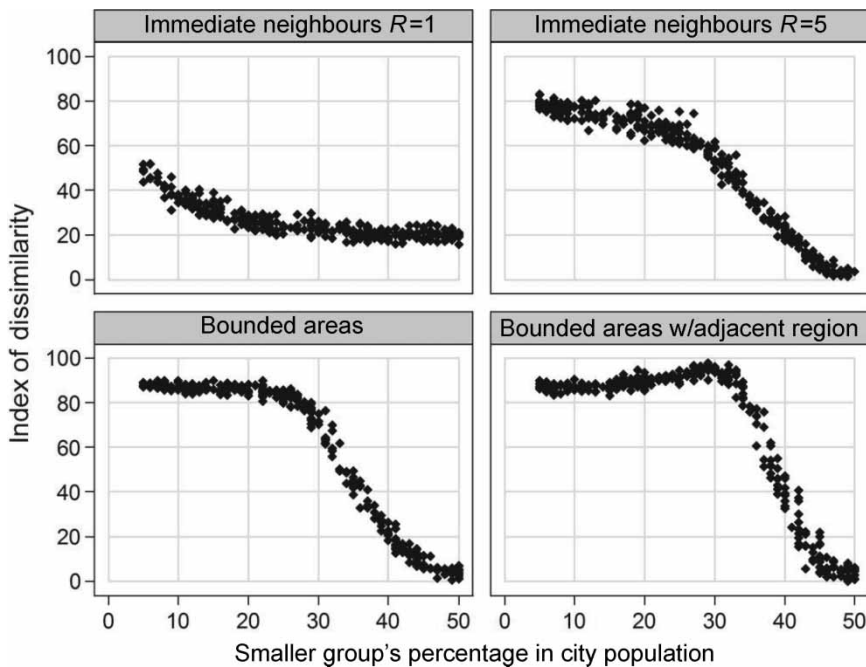 Immediate neighbours R=1
Immediate neighbours R=5
100
80
60
40
20
0
Bounded areas
Bounded areas w/adjacent region
100
80
60
40
20
0
0 10 20 30 40 50
0 10 20 30 40 50
Index of dissimilarity
Smaller group's percentage in city population